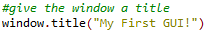 #give the window a title
window.title("My First GUI!")